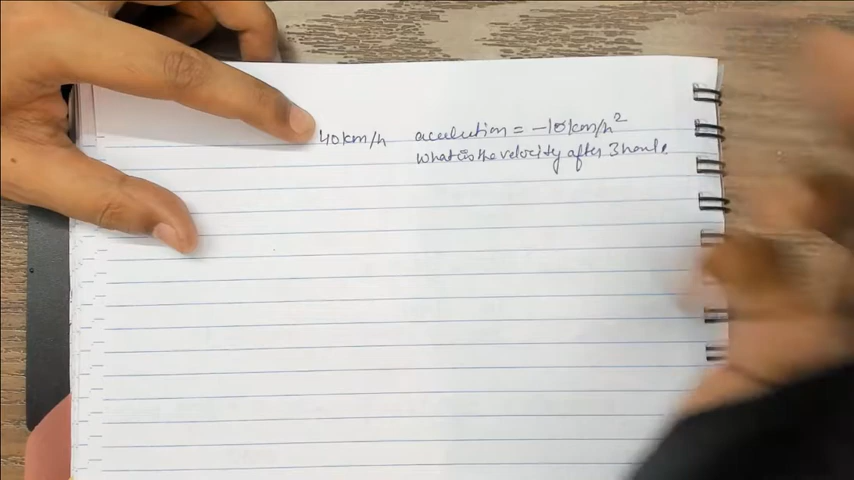 40km/h acceleration = -10km/h²
what is the velocity after 3 hours.